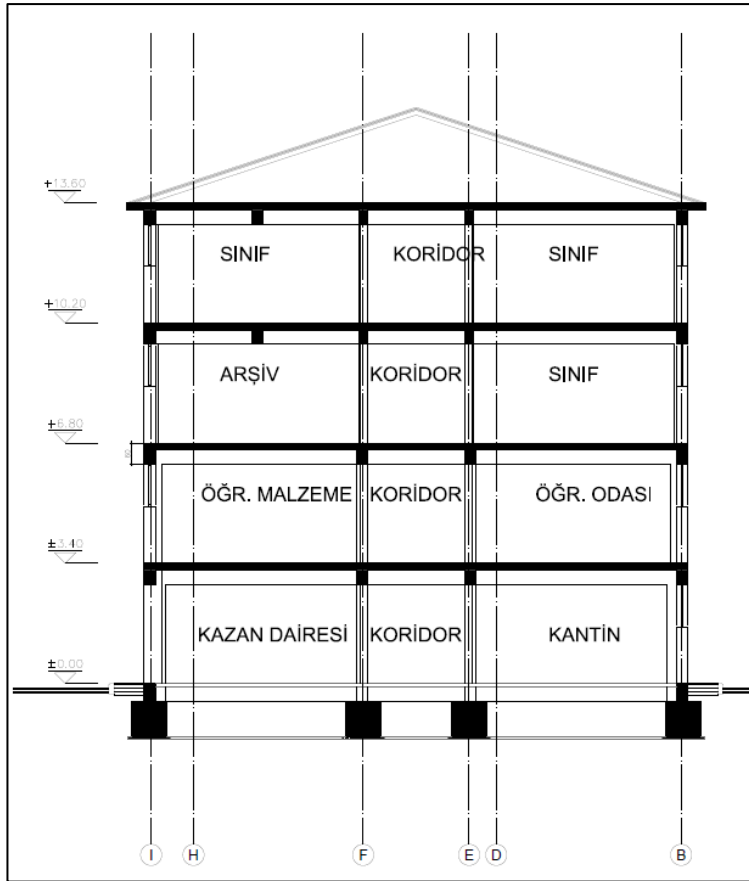 +13.60
SINIF KORİDOR SINIF
+10.20
ARŞİV KORİDOR SINIF
+6.80
ÖĞR. MALZEME KORİDOR ÖĞR. ODASI
±3.40
KAZAN DAİRESİ KORİDOR KANTİN
±0.00
I H F E D B